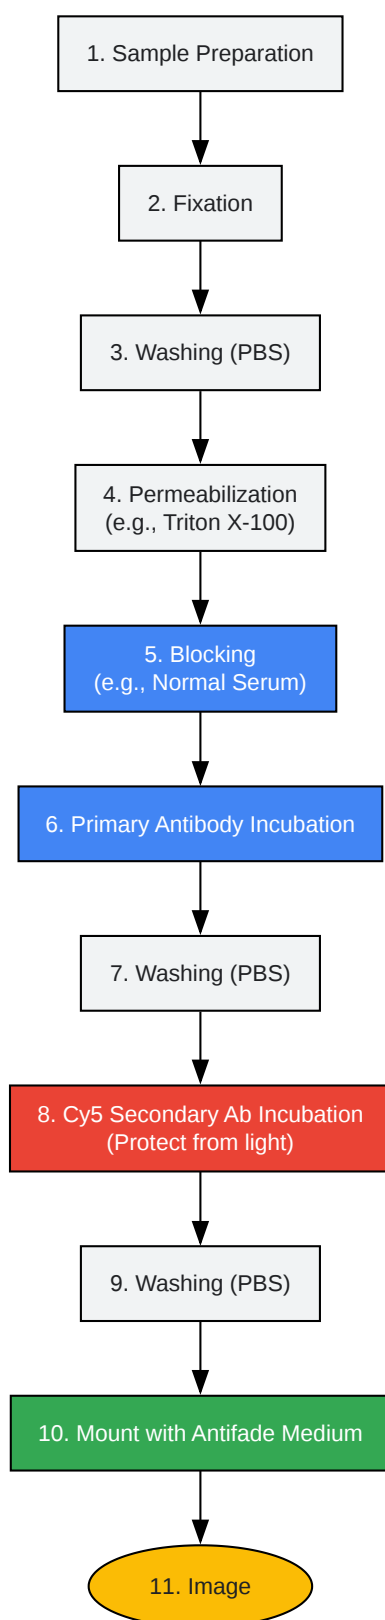 1. Sample Preparation
2. Fixation
3. Washing (PBS)
4. Permeabilization
(e.g., Triton X-100)
5. Blocking
(e.g., Normal Serum)
6. Primary Antibody Incubation
7. Washing (PBS)
8. Cy5 Secondary Ab Incubation
(Protect from light)
9. Washing (PBS)
10. Mount with Antifade Medium
11. Image